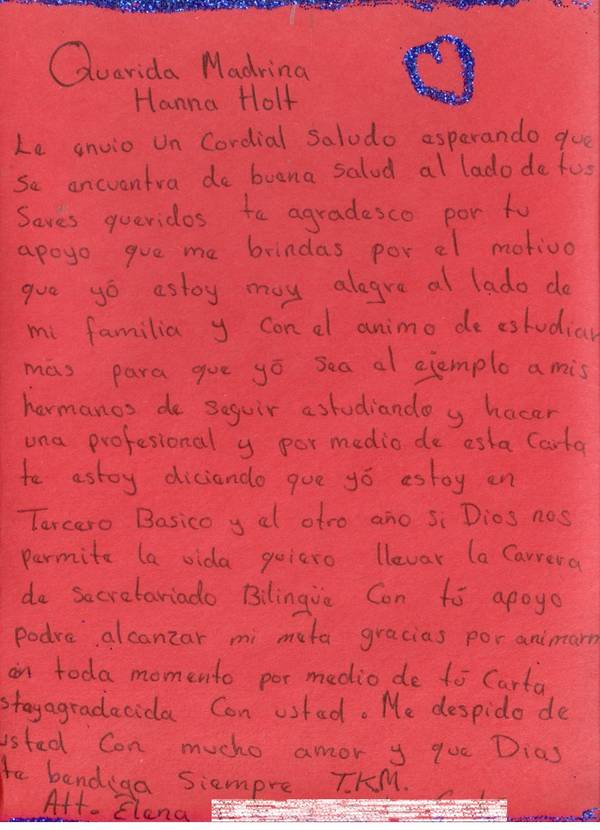 Querida Madrina
Hanna Holt
Le envio un Cordial Saludo esperando que
se encuentra de buena salud al lado de tus
Seres queridos te agradesco por tu
apoyo que me brindas por el motivo
que yó estoy muy alegre al lado de
mi familia y con el animo de estudiar
más para que yó sea el ejemplo a mis
hermanos de seguir estudiando y hacer
una profesional y por medio de esta Carta
te estoy diciendo que yó estoy en
Tercero Basico y el otro año si Dios nos
permite la vida quiero llevar la Carrera
de Secretariado Bilingüe Con tú apoyo
podre alcanzar mi meta gracias por animarm
en toda momento por medio de tú Carta
stoy agradecida Con usted. Me despido de
usted Con mucho amor y que Dios
te bendiga Siempre T.K.M.
Att. Elena